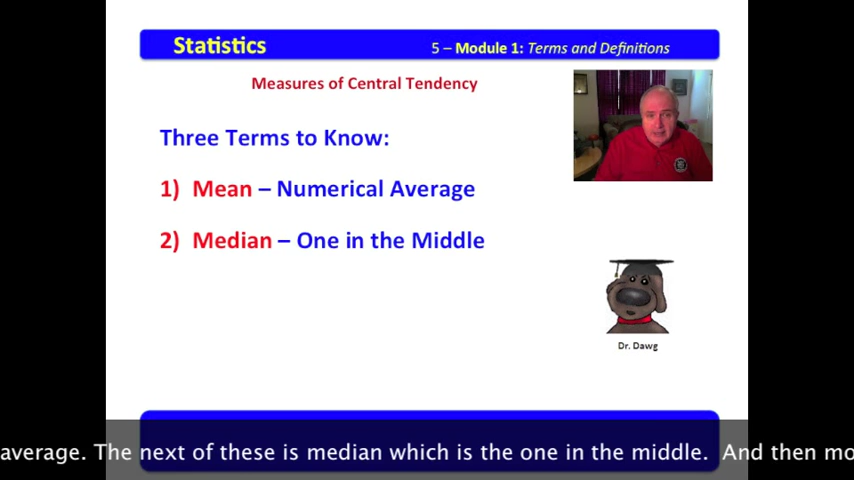 Statistics
5 – Module 1: Terms and Definitions
Measures of Central Tendency
Three Terms to Know:
1) Mean – Numerical Average
2) Median – One in the Middle
Dr. Dawg
average. The next of these is median which is the one in the middle. And then mo